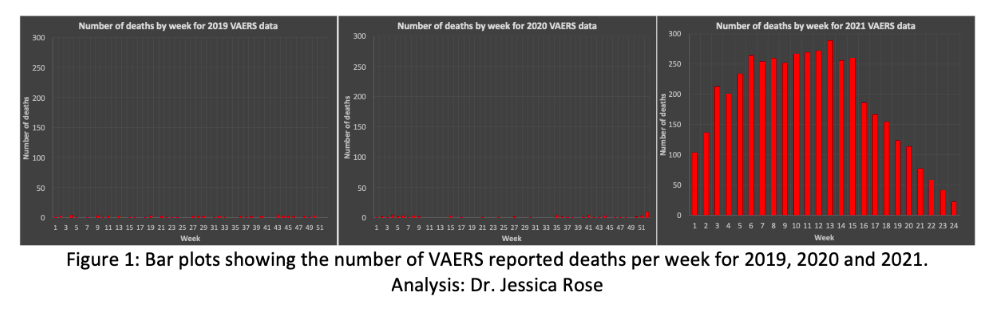 Number of deaths by week for 2019 VAERS data
300
250
200
150
100
50
0
Number of deaths
1 3 5 7 9 11 13 15 17 19 21 23 25 27 29 31 33 35 37 39 41 43 45 47 49 51
Week
Number of deaths by week for 2020 VAERS data
300
250
200
150
100
50
0
Number of deaths
1 3 5 7 9 11 13 15 17 19 21 23 25 27 29 31 33 35 37 39 41 43 45 47 49 51
Week
Number of deaths by week for 2021 VAERS data
300
250
200
150
100
50
0
Number of deaths
1 2 3 4 5 6 7 8 9 10 11 12 13 14 15 16 17 18 19 20 21 22 23 24
Week
Figure 1: Bar plots showing the number of VAERS reported deaths per week for 2019, 2020 and 2021.
Analysis: Dr. Jessica Rose